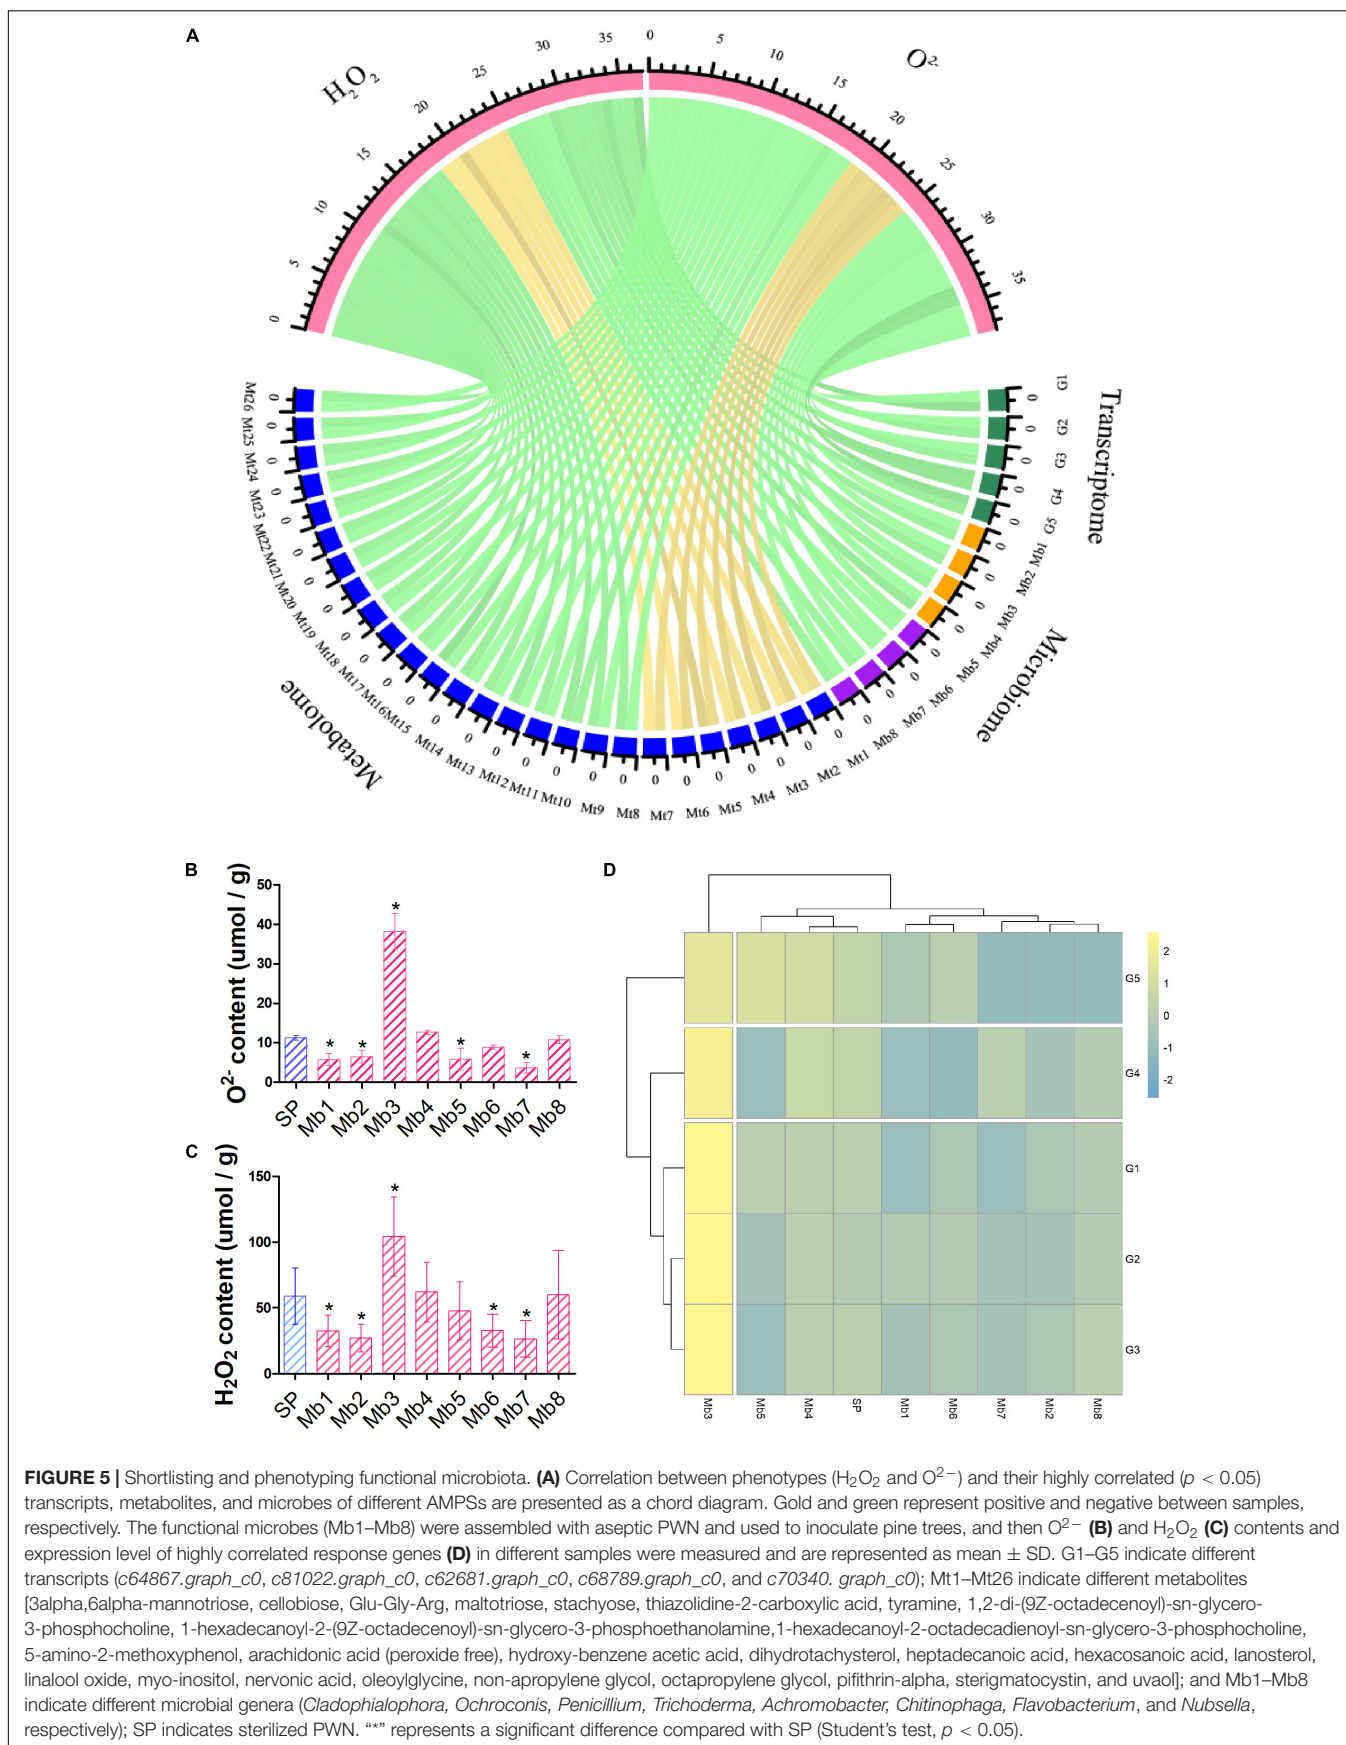 A
H2O2
O2-
0
5
10
15
20
25
30
35
0
5
10
15
20
25
30
35
Transcriptome
G1
G2
G3
G4
G5
Microbiome
Mb1
Mb2
Mb3
Mb4
Mb5
Mb6
Mb7
Mb8
Metabolome
Mt1
Mt2
Mt3
Mt4
Mt5
Mt6
Mt7
Mt8
Mt9
Mt10
Mt11
Mt12
Mt13
Mt14
Mt15
Mt16
Mt17
Mt18
Mt19
Mt20
Mt21
Mt22
Mt23
Mt24
Mt25
Mt26
B
O2- content (umol / g)
50
40
30
20
10
0
* * * * *
SP Mb1 Mb2 Mb3 Mb4 Mb5 Mb6 Mb7 Mb8
C
H2O2 content (umol / g)
150
100
50
0
* * * * *
SP Mb1 Mb2 Mb3 Mb4 Mb5 Mb6 Mb7 Mb8
D
G5
G4
G1
G2
G3
2
1
0
-1
-2
Mb3 Mb5 Mb4 SP Mb1 Mb6 Mb7 Mb2 Mb8
FIGURE 5 | Shortlisting and phenotyping functional microbiota. (A) Correlation between phenotypes (H2O2 and O2−) and their highly correlated (p < 0.05)
transcripts, metabolites, and microbes of different AMPSs are presented as a chord diagram. Gold and green represent positive and negative between samples,
respectively. The functional microbes (Mb1–Mb8) were assembled with aseptic PWN and used to inoculate pine trees, and then O2− (B) and H2O2 (C) contents and
expression level of highly correlated response genes (D) in different samples were measured and are represented as mean ± SD. G1–G5 indicate different
transcripts (c64867.graph_c0, c81022.graph_c0, c62681.graph_c0, c68789.graph_c0, and c70340. graph_c0); Mt1–Mt26 indicate different metabolites
[3alpha,6alpha-mannotriose, cellobiose, Glu-Gly-Arg, maltotriose, stachyose, thiazolidine-2-carboxylic acid, tyramine, 1,2-di-(9Z-octadecenoyl)-sn-glycero-
3-phosphocholine, 1-hexadecanoyl-2-(9Z-octadecenoyl)-sn-glycero-3-phosphoethanolamine,1-hexadecanoyl-2-octadecadienoyl-sn-glycero-3-phosphocholine,
5-amino-2-methoxyphenol, arachidonic acid (peroxide free), hydroxy-benzene acetic acid, dihydrotachysterol, heptadecanoic acid, hexacosanoic acid, lanosterol,
linalool oxide, myo-inositol, nervonic acid, oleoylglycine, non-apropylene glycol, octapropylene glycol, pifithrin-alpha, sterigmatocystin, and uvaol]; and Mb1–Mb8
indicate different microbial genera (Cladophialophora, Ochroconis, Penicillium, Trichoderma, Achromobacter, Chitinophaga, Flavobacterium, and Nubsella,
respectively); SP indicates sterilized PWN. “*” represents a significant difference compared with SP (Student’s test, p < 0.05).